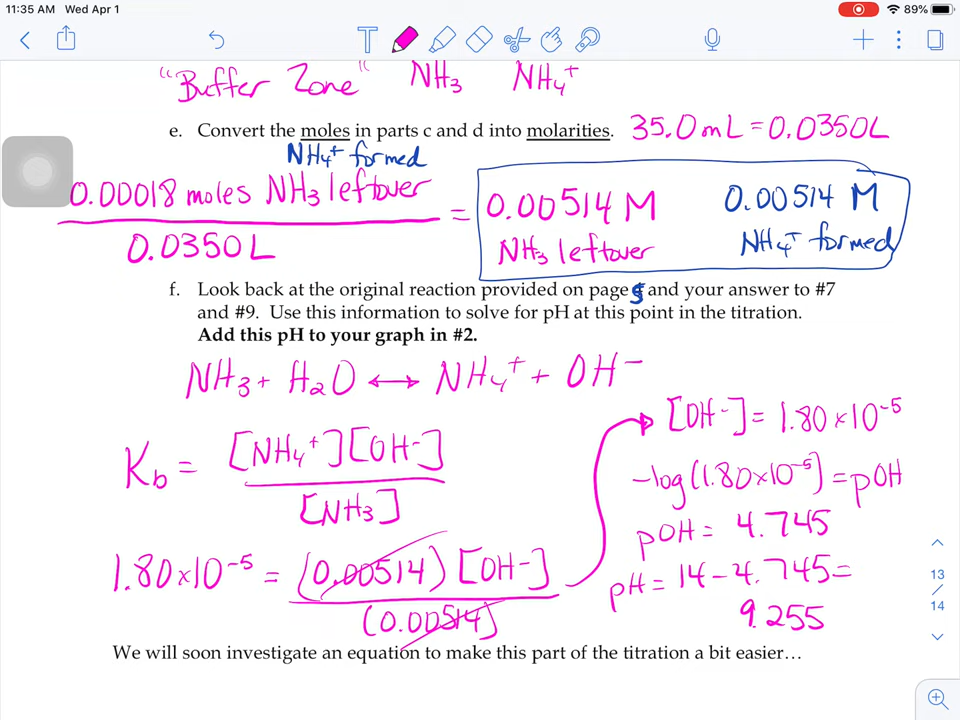 11:35 AM Wed Apr 1
89%
T
"Buffer Zone" NH₃ NH₄⁺
e. Convert the moles in parts c and d into molarities. 35.0 mL = 0.0350L
NH₄⁺ formed
0.00018 moles NH₃ leftover
0.0350L
= 0.00514 M
NH₃ leftover
0.00514 M
NH₄⁺ formed
f. Look back at the original reaction provided on page 5 and your answer to #7
and #9. Use this information to solve for pH at this point in the titration.
Add this pH to your graph in #2.
NH₃ + H₂O ↔ NH₄⁺ + OH⁻
Kb = [NH₄⁺][OH⁻]
[NH₃]
1.80×10⁻⁵ = (0.00514)[OH⁻]
(0.00514)
[OH⁻] = 1.80×10⁻⁵
-log(1.80×10⁻⁵) = pOH
pOH = 4.745
pH = 14 - 4.745 =
9.255
13
/
14
We will soon investigate an equation to make this part of the titration a bit easier…